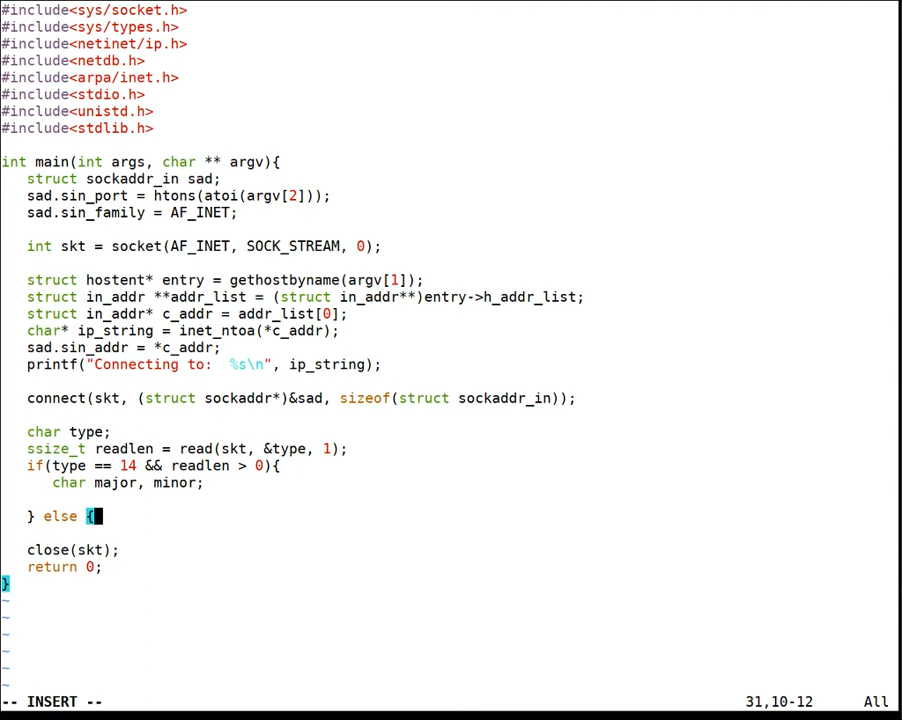 #include<sys/socket.h>
#include<sys/types.h>
#include<netinet/ip.h>
#include<netdb.h>
#include<arpa/inet.h>
#include<stdio.h>
#include<unistd.h>
#include<stdlib.h>

int main(int args, char ** argv){
   struct sockaddr_in sad;
   sad.sin_port = htons(atoi(argv[2]));
   sad.sin_family = AF_INET;

   int skt = socket(AF_INET, SOCK_STREAM, 0);

   struct hostent* entry = gethostbyname(argv[1]);
   struct in_addr **addr_list = (struct in_addr**)entry->h_addr_list;
   struct in_addr* c_addr = addr_list[0];
   char* ip_string = inet_ntoa(*c_addr);
   sad.sin_addr = *c_addr;
   printf("Connecting to:  %s\n", ip_string);

   connect(skt, (struct sockaddr*)&sad, sizeof(struct sockaddr_in));

   char type;
   ssize_t readlen = read(skt, &type, 1);
   if(type == 14 && readlen > 0){
      char major, minor;

   } else {

   close(skt);
   return 0;
}
~
~
~
~
~
~
-- INSERT -- 31,10-12 All